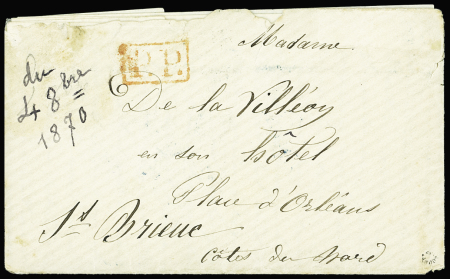 Madame
P.P.
du
4 8bre
1870
De la Villéon
en son hôtel
Place d'Orléans
St Brieuc
Côtes du Nord